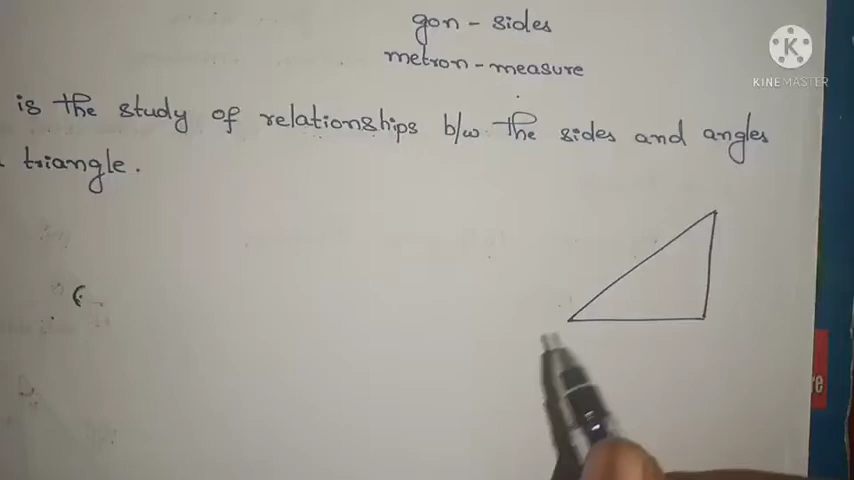 gon - sides
metron - measure
is the study of relationships b/w the sides and angles
triangle.
K
KINEMASTER